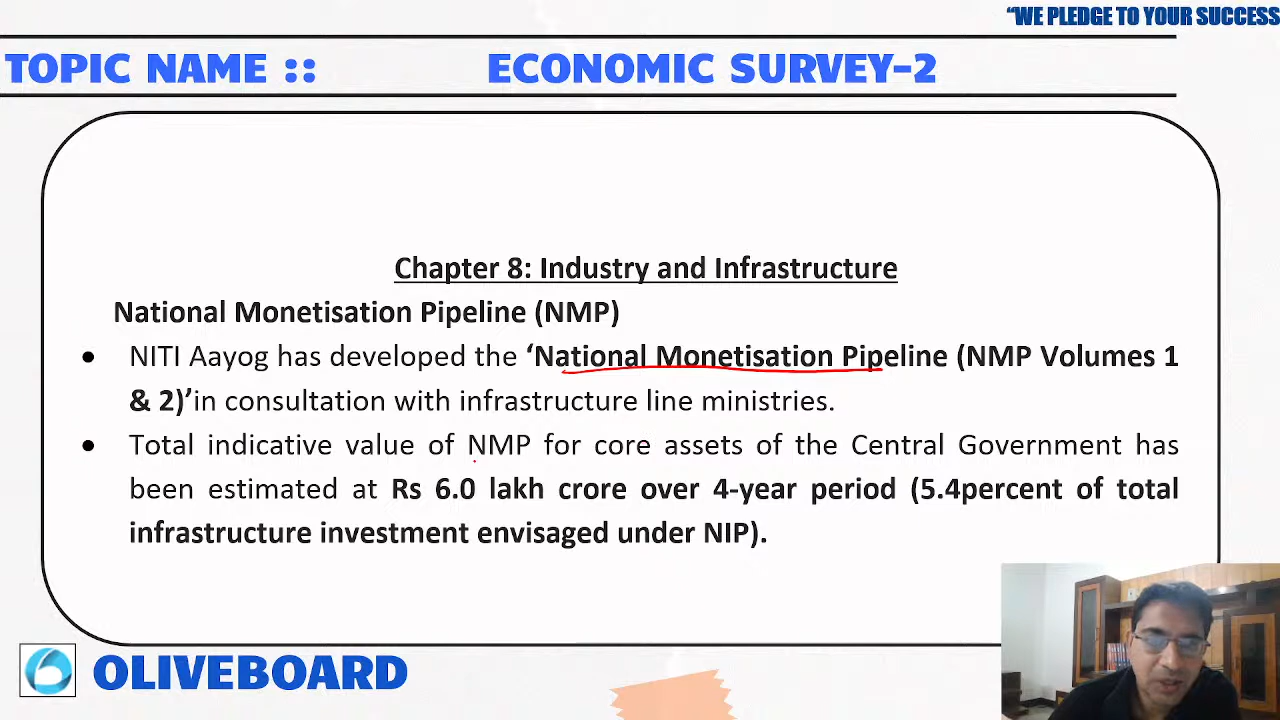 “WE PLEDGE TO YOUR SUCCESS
TOPIC NAME :: ECONOMIC SURVEY-2
Chapter 8: Industry and Infrastructure
National Monetisation Pipeline (NMP)
● NITI Aayog has developed the ‘National Monetisation Pipeline (NMP Volumes 1
& 2)’in consultation with infrastructure line ministries.
● Total indicative value of NMP for core assets of the Central Government has
been estimated at Rs 6.0 lakh crore over 4-year period (5.4percent of total
infrastructure investment envisaged under NIP).
OLIVEBOARD